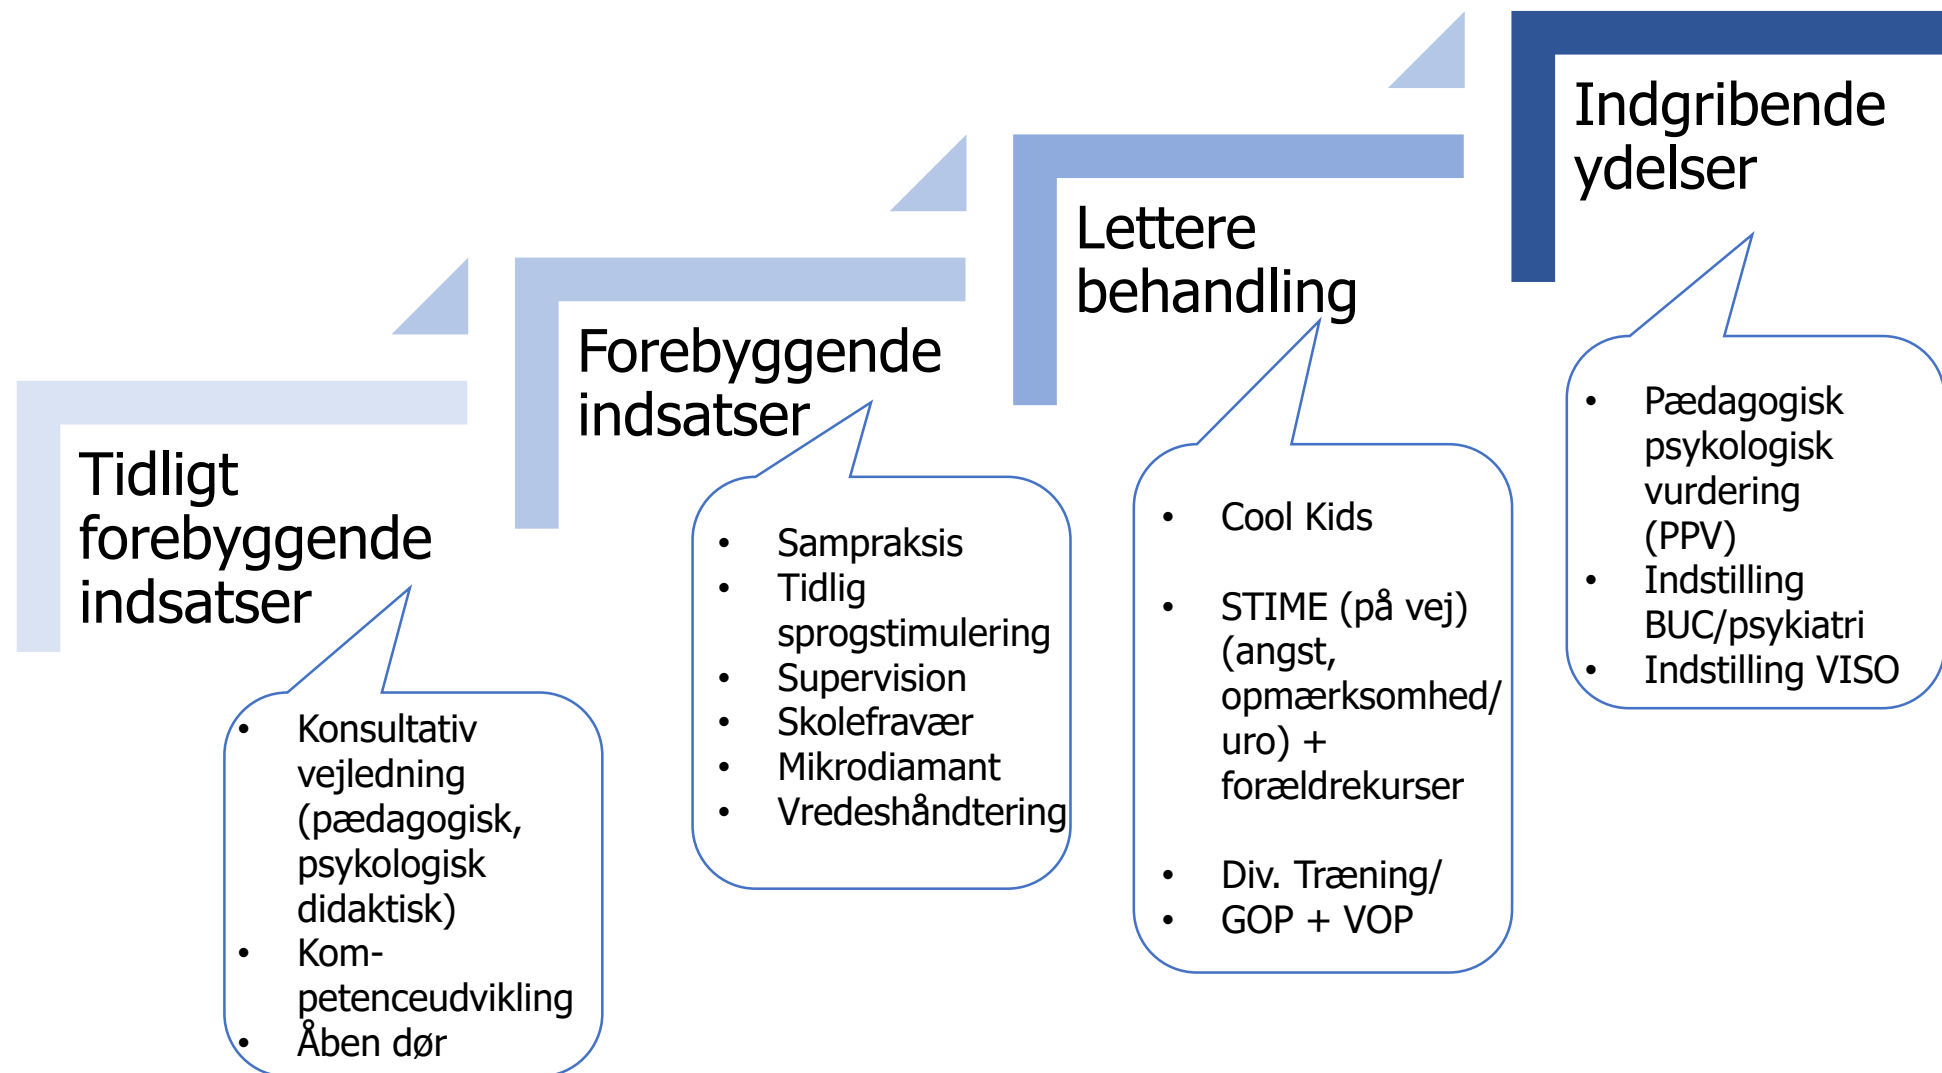 Tidligt
forebyggende
indsatser
• Konsultativ
vejledning
(pædagogisk,
psykologisk
didaktisk)
• Kom-
petenceudvikling
• Åben dør
Forebyggende
indsatser
• Sampraksis
• Tidlig
sprogstimulering
• Supervision
• Skolefravær
• Mikrodiamant
• Vredeshåndtering
Lettere
behandling
• Cool Kids
• STIME (på vej)
(angst,
opmærksomhed/
uro) +
forældrekurser
• Div. Træning/
• GOP + VOP
Indgribende
ydelser
• Pædagogisk
psykologisk
vurdering
(PPV)
• Indstilling
BUC/psykiatri
• Indstilling VISO